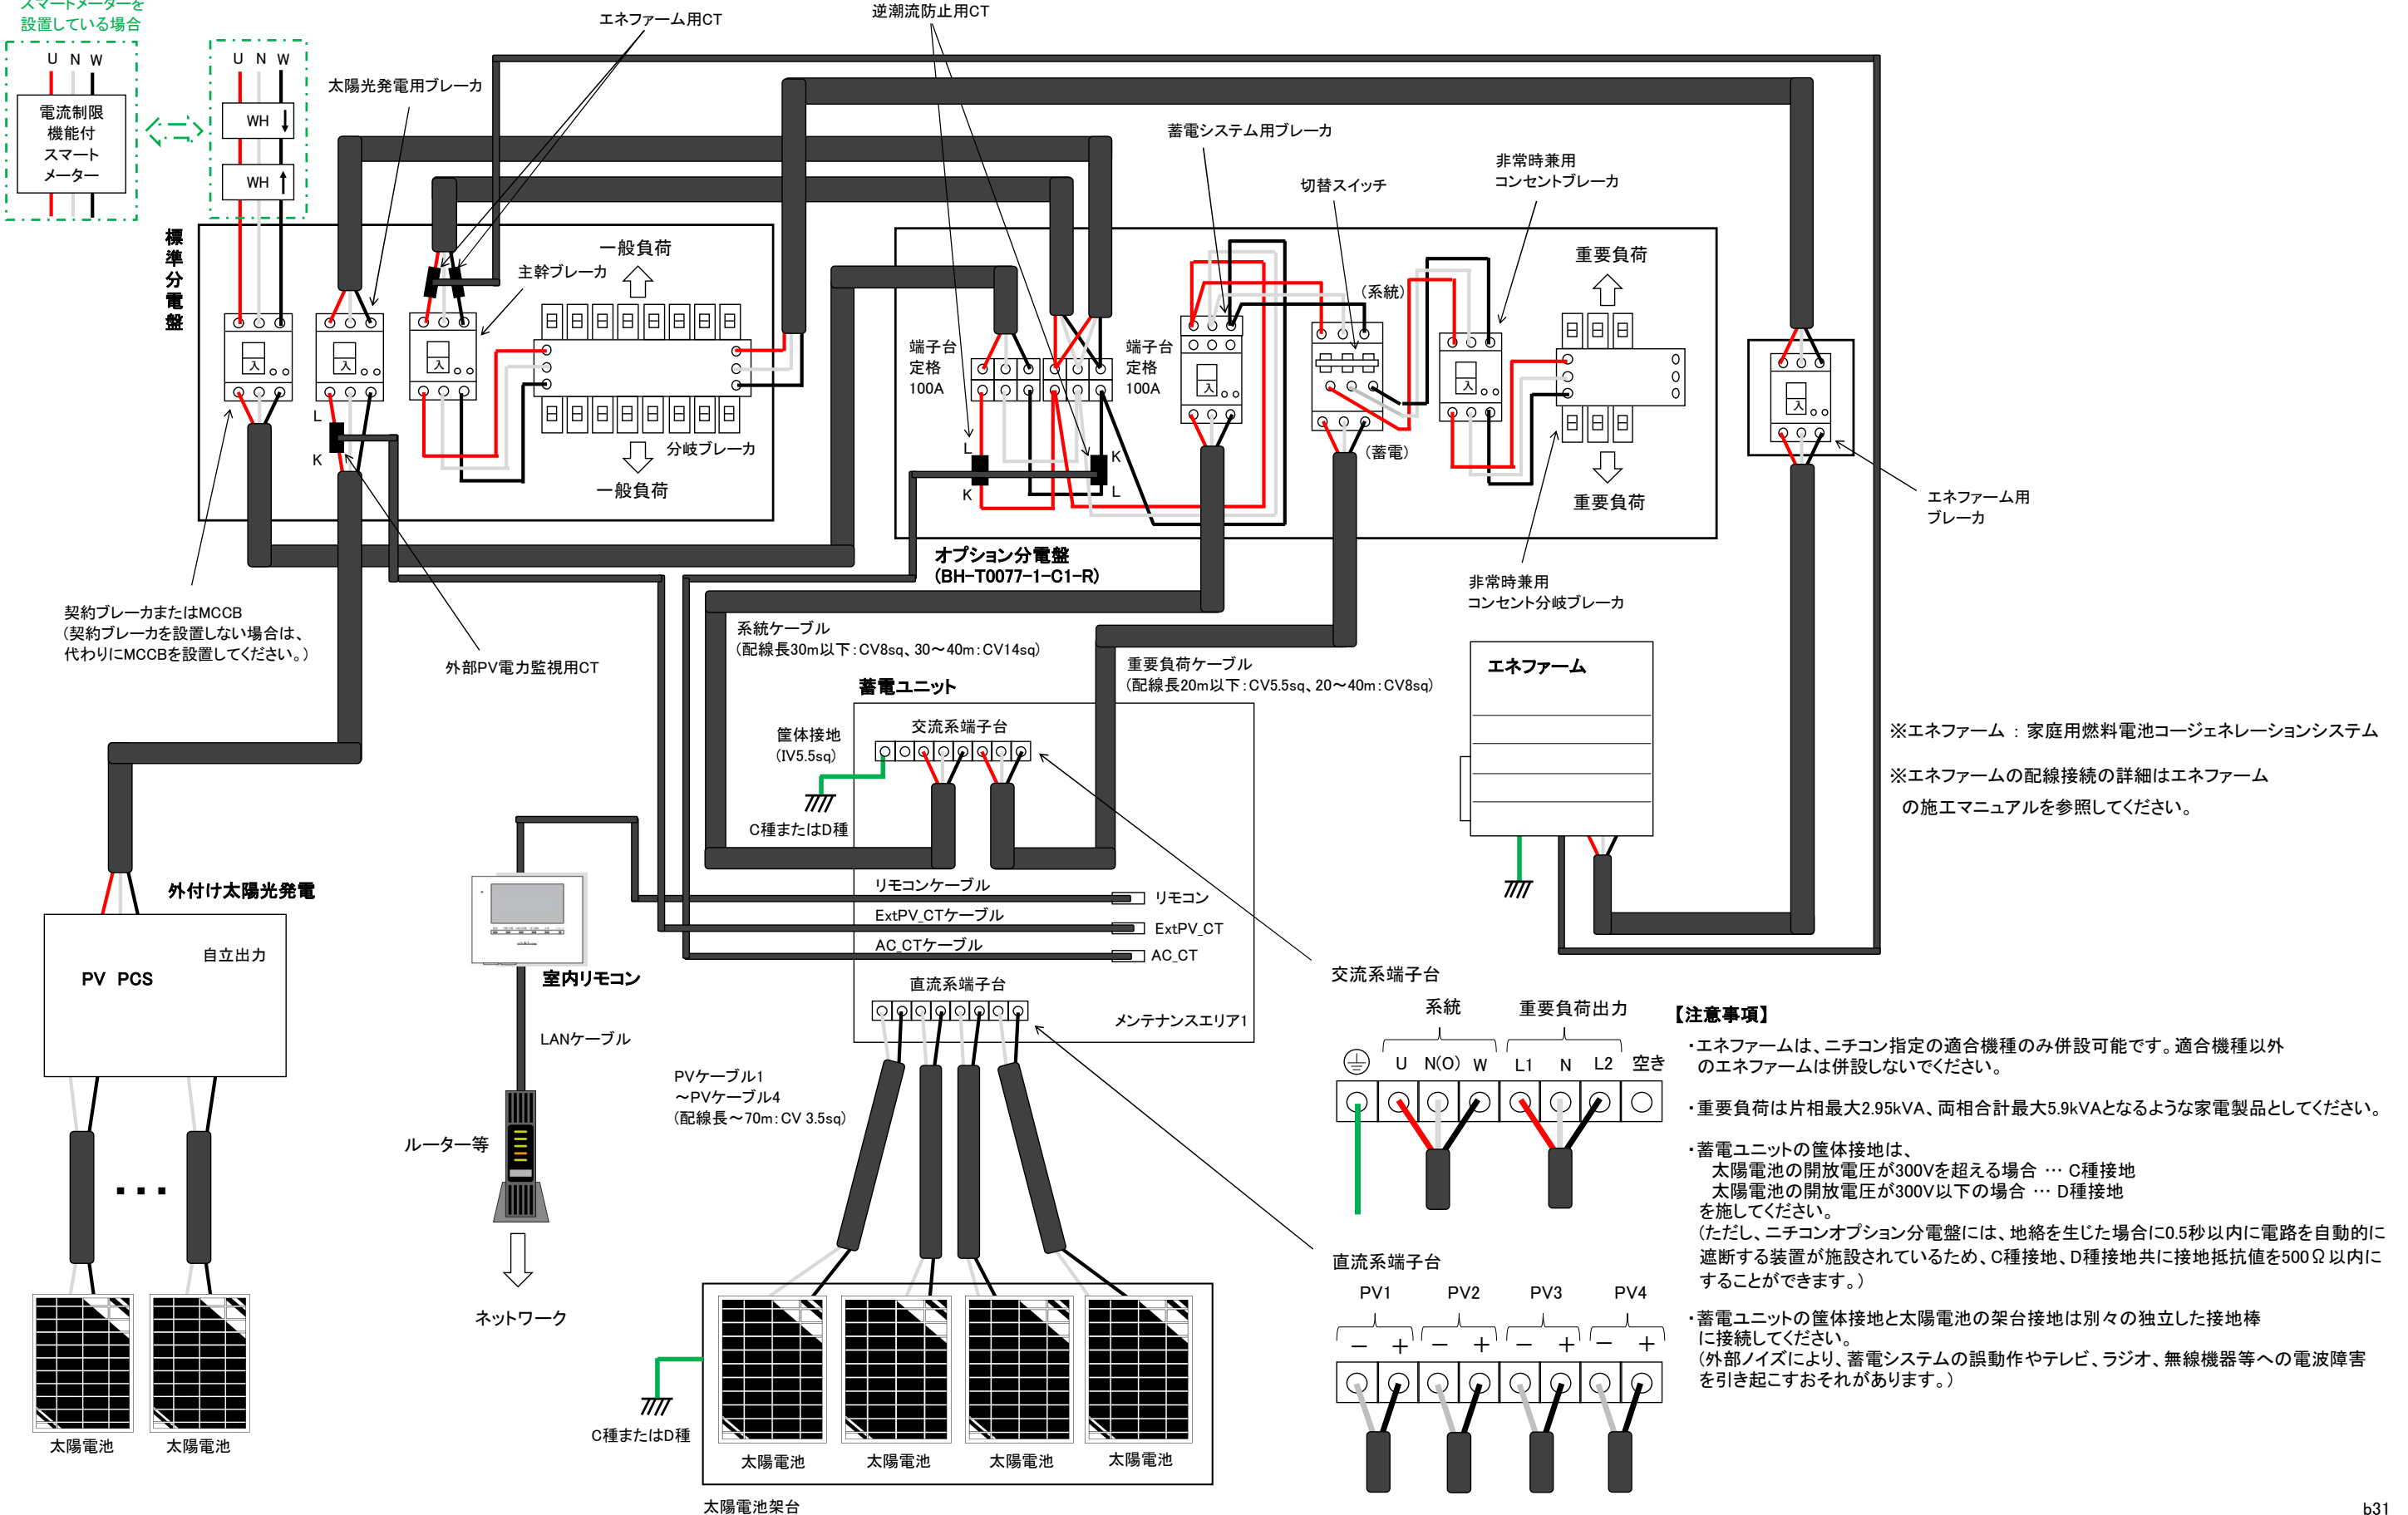 スマートメーターを
設置している場合
U N W
電流制限
機能付
スマート
メーター
U N W
WH
WH
エネファーム用CT
逆潮流防止用CT
太陽光発電用ブレーカ
蓄電システム用ブレーカ
切替スイッチ
非常時兼用
コンセントブレーカ
標準分電盤
一般負荷
主幹ブレーカ
分岐ブレーカ
一般負荷
入
入
入
L
K
端子台
定格
100A
端子台
定格
100A
L
K
K
L
入
(系統)
(蓄電)
入
重要負荷
重要負荷
入
エネファーム用
ブレーカ
オプション分電盤
(BH-T0077-1-C1-R)
非常時兼用
コンセント分岐ブレーカ
契約ブレーカまたはMCCB
(契約ブレーカを設置しない場合は、
代わりにMCCBを設置してください。)
外部PV電力監視用CT
系統ケーブル
(配線長30m以下:CV8sq、30~40m:CV14sq)
重要負荷ケーブル
(配線長20m以下:CV5.5sq、20~40m:CV8sq)
蓄電ユニット
交流系端子台
筐体接地
(IV5.5sq)
C種またはD種
エネファーム
※エネファーム : 家庭用燃料電池コージェネレーションシステム
※エネファームの配線接続の詳細はエネファーム
の施工マニュアルを参照してください。
リモコンケーブル
リモコン
ExtPV_CTケーブル
ExtPV_CT
AC_CTケーブル
AC_CT
直流系端子台
メンテナンスエリア1
外付け太陽光発電
自立出力
PV PCS
室内リモコン
LANケーブル
ルーター等
ネットワーク
PVケーブル1
~PVケーブル4
(配線長~70m:CV 3.5sq)
太陽電池
太陽電池
C種またはD種
太陽電池
太陽電池
太陽電池
太陽電池
太陽電池架台
交流系端子台
系統
重要負荷出力
U N(O) W L1 N L2 空き
直流系端子台
PV1 PV2 PV3 PV4
- + - + - + - +
【注意事項】
・エネファームは、ニチコン指定の適合機種のみ併設可能です。適合機種以外
のエネファームは併設しないでください。
・重要負荷は片相最大2.95kVA、両相合計最大5.9kVAとなるような家電製品としてください。
・蓄電ユニットの筐体接地は、
太陽電池の開放電圧が300Vを超える場合 … C種接地
太陽電池の開放電圧が300V以下の場合 … D種接地
を施してください。
(ただし、ニチコンオプション分電盤には、地絡を生じた場合に0.5秒以内に電路を自動的に
遮断する装置が施設されているため、C種接地、D種接地共に接地抵抗値を500Ω以内に
することができます。)
・蓄電ユニットの筐体接地と太陽電池の架台接地は別々の独立した接地棒
に接続してください。
(外部ノイズにより、蓄電システムの誤動作やテレビ、ラジオ、無線機器等への電波障害
を引き起こすおそれがあります。)
b31